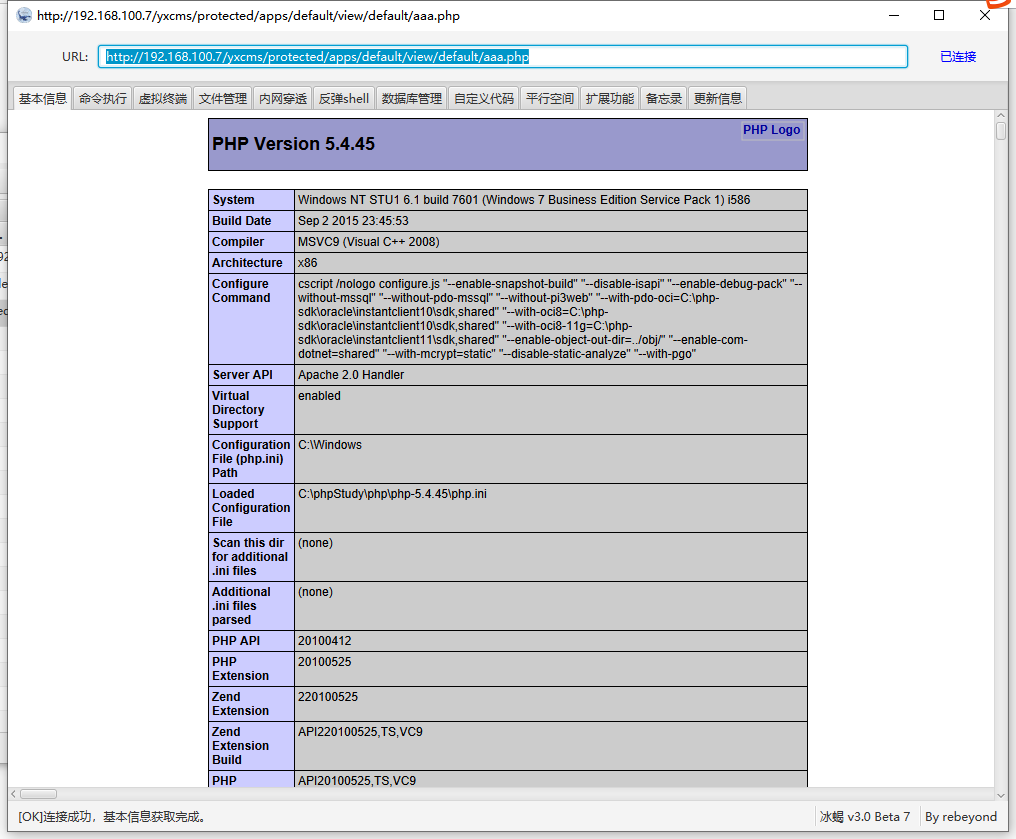 http://192.168.100.7/yxcms/protected/apps/default/view/default/aaa.php
URL: http://192.168.100.7/yxcms/protected/apps/default/view/default/aaa.php 已连接
基本信息 命令执行 虚拟终端 文件管理 内网穿透 反弹shell 数据库管理 自定义代码 平行空间 扩展功能 备忘录 更新信息
PHP Logo
PHP Version 5.4.45
System Windows NT STU1 6.1 build 7601 (Windows 7 Business Edition Service Pack 1) i586
Build Date Sep 2 2015 23:45:53
Compiler MSVC9 (Visual C++ 2008)
Architecture x86
Configure cscript /nologo configure.js "--enable-snapshot-build" "--disable-isapi" "--enable-debug-pack" "--
Command without-mssql" "--without-pdo-mssql" "--without-pi3web" "--with-pdo-oci=C:\php-
sdk\oracle\instantclient10\sdk,shared" "--with-oci8=C:\php-
sdk\oracle\instantclient10\sdk,shared" "--with-oci8-11g=C:\php-
sdk\oracle\instantclient11\sdk,shared" "--enable-object-out-dir=../obj/" "--enable-com-
dotnet=shared" "--with-mcrypt=static" "--disable-static-analyze" "--with-pgo"
Server API Apache 2.0 Handler
Virtual enabled
Directory
Support
Configuration C:\Windows
File (php.ini)
Path
Loaded C:\phpStudy\php\php-5.4.45\php.ini
Configuration
File
Scan this dir (none)
for additional
.ini files
Additional (none)
.ini files
parsed
PHP API 20100412
PHP 20100525
Extension
Zend 220100525
Extension
Zend API220100525,TS,VC9
Extension
Build
PHP API20100525,TS,VC9
[OK]连接成功，基本信息获取完成。 冰蝎 v3.0 Beta 7 By rebeyond